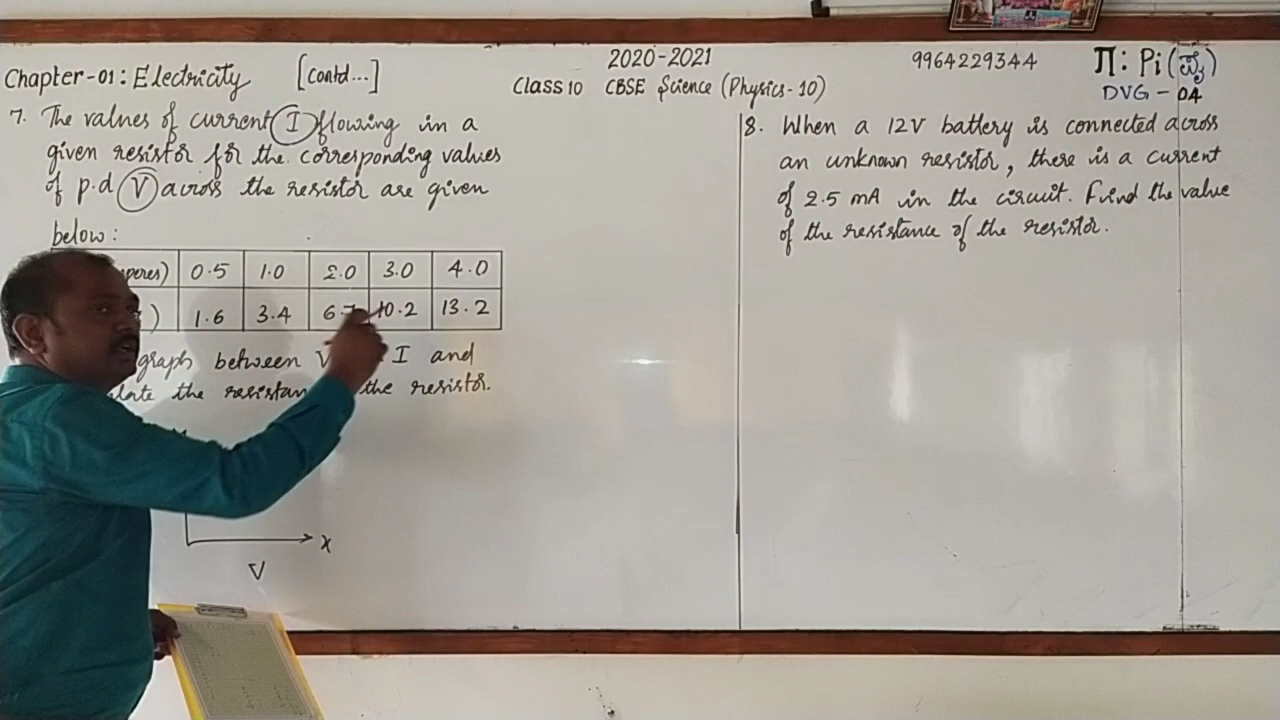 2020-2021
9964229344
Π: Pi (ಪೈ)
Chapter-01: Electricity [contd...]
Class 10 CBSE Science (Physics-10)
DVG-04
7. The values of current I flowing in a
given resistor for the corresponding values
of p.d V across the resistor are given
below:
peres) 0.5 1.0 2.0 3.0 4.0
) 1.6 3.4 6.7 10.2 13.2
graph between V I and
late the resistan the resistor.
X
V
8. When a 12V battery is connected across
an unknown resistor, there is a current
of 2.5 mA in the circuit. Find the value
of the resistance of the resistor.